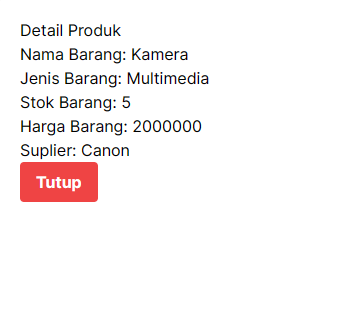 Detail Produk
Nama Barang: Kamera
Jenis Barang: Multimedia
Stok Barang: 5
Harga Barang: 2000000
Suplier: Canon
Tutup